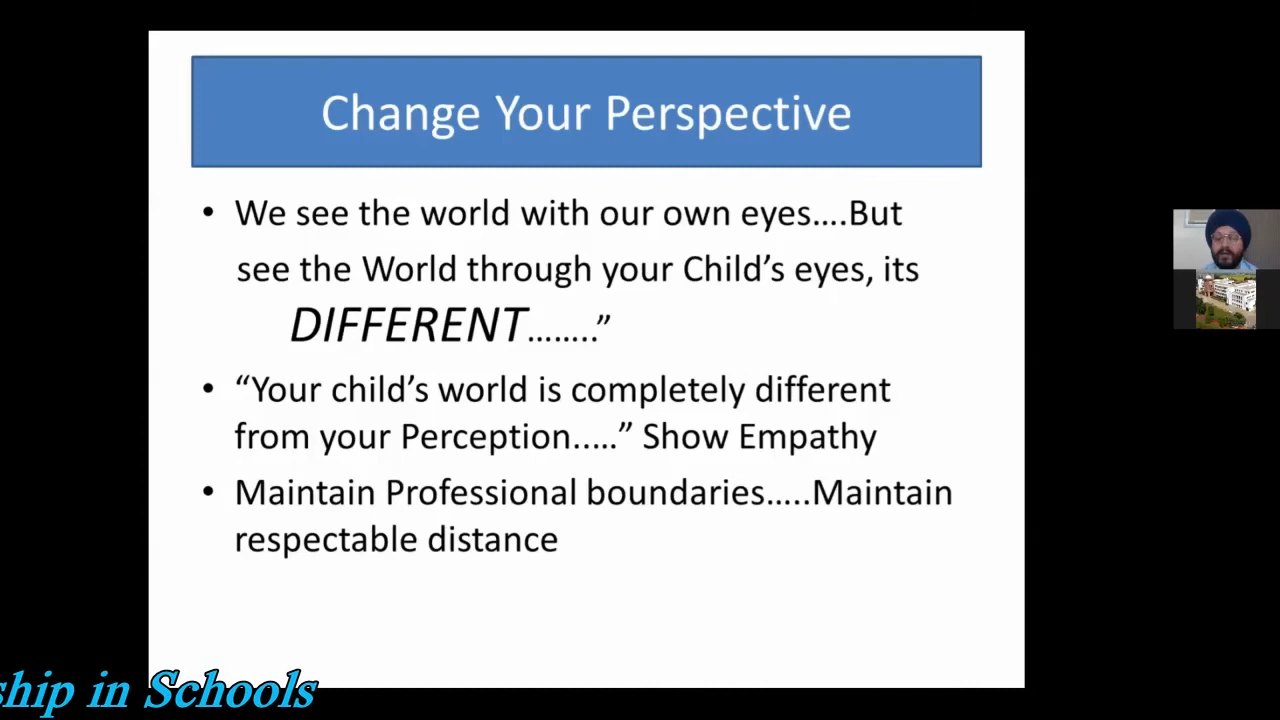 Change Your Perspective
• We see the world with our own eyes....But
see the World through your Child's eyes, its
DIFFERENT........”
• “Your child's world is completely different
from your Perception.....” Show Empathy
• Maintain Professional boundaries.....Maintain
respectable distance
ship in Schools